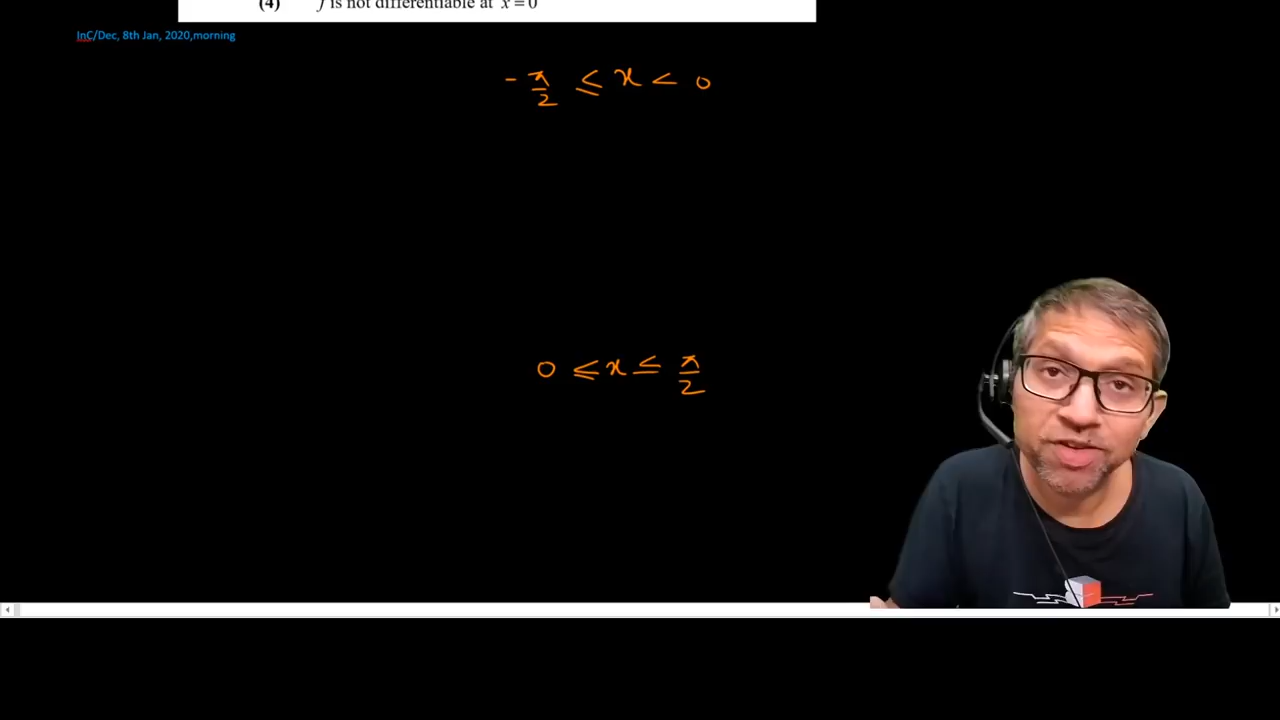 (4) f is not differentiable at x = 0
InC/Dec, 8th Jan, 2020,morning
- π/2 ≤ x < 0
0 ≤ x ≤ π/2